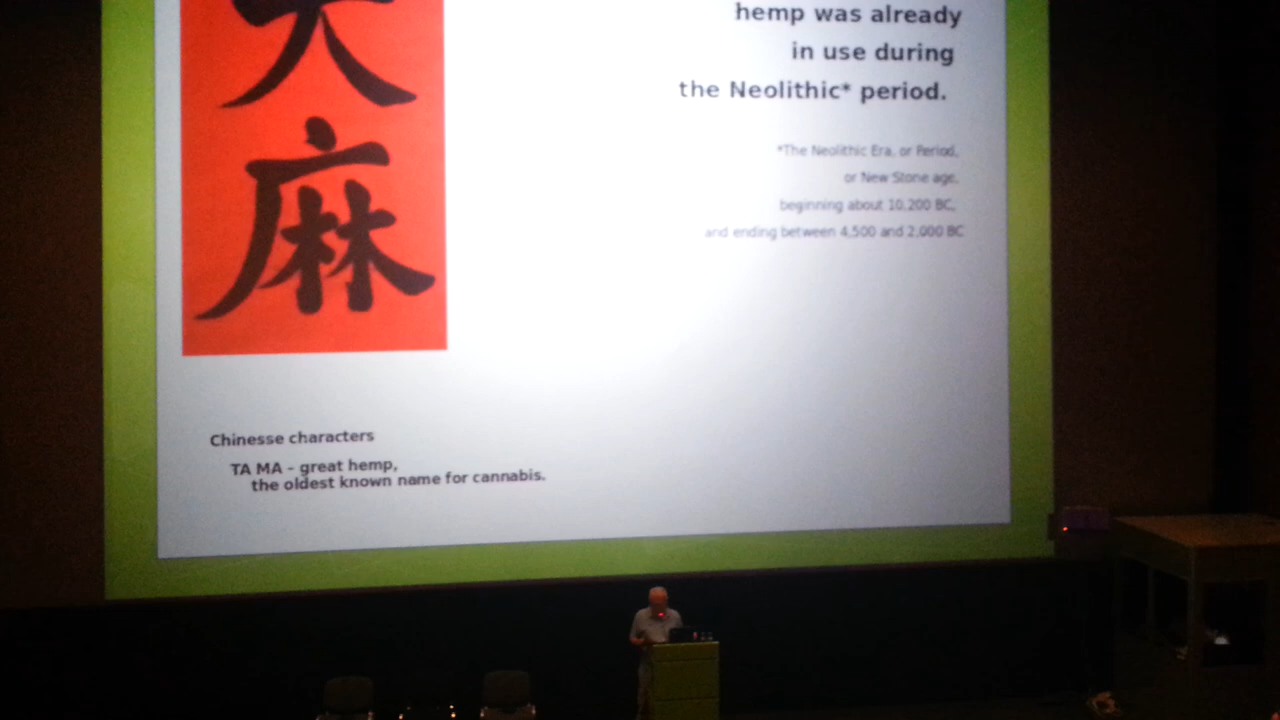 大
麻
hemp was already
in use during
the Neolithic* period.
*The Neolithic Era, or Period,
or New Stone age,
beginning about 10,200 BC,
and ending between 4,500 and 2,000 BC
Chinesse characters
TA MA – great hemp,
the oldest known name for cannabis.